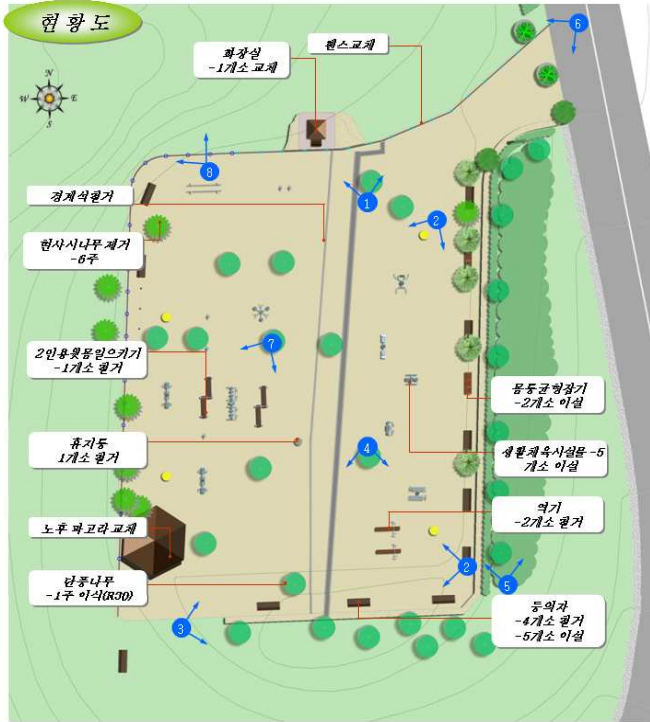 현황도
N
W
E
S
화장실
-1개소 교체
펜스교체
6
8
1
2
경계석철거
현사시나무 제거
-6주
2인용윗몸일으키기
-1개소 철거
7
몸통균형잡기
-2개소 이설
휴지통
1개소 철거
4
생활체육시설물-5
개소 이설
역기
-2개소 철거
노후 파고라교체
2
5
단풍나무
-1주 이식(R30)
3
등의자
-4개소 철거
-5개소 이설